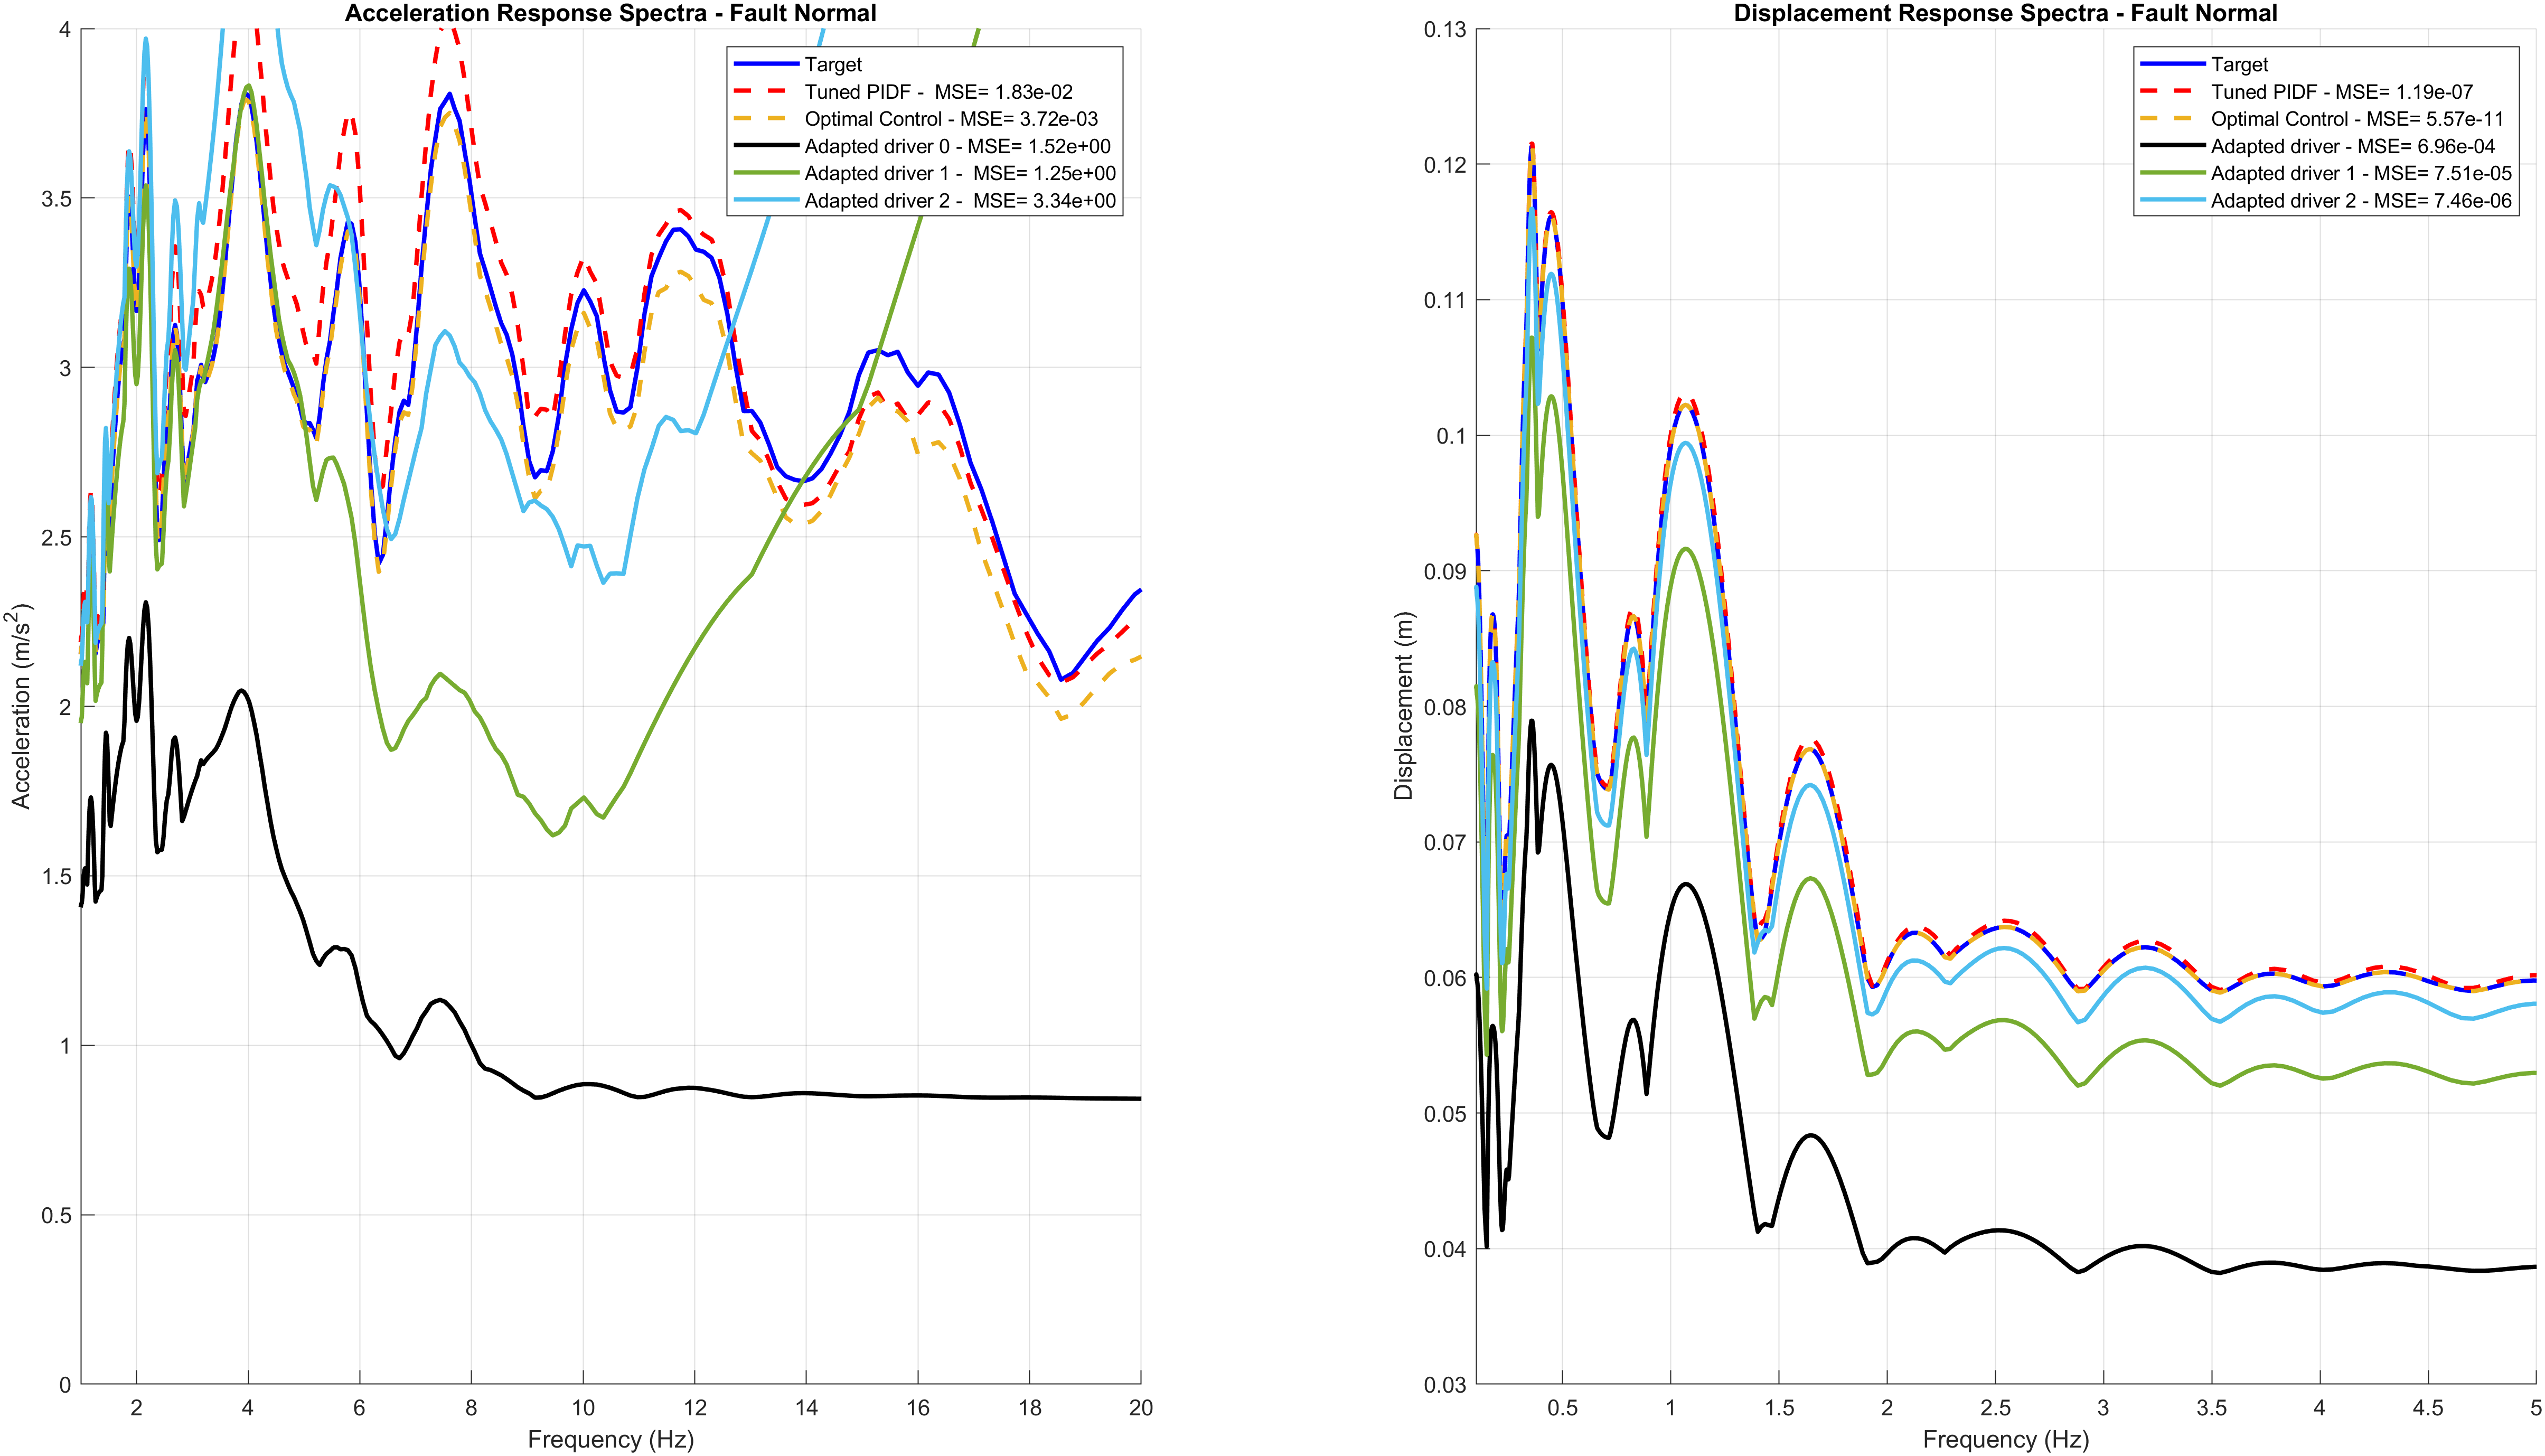 Acceleration Response Spectra - Fault Normal
4
3.5
3
2.5
2
1.5
1
0.5
0
Acceleration (m/s2)
Target
Tuned PIDF -  MSE= 1.83e-02
Optimal Control - MSE= 3.72e-03
Adapted driver 0 - MSE= 1.52e+00
Adapted driver 1 -  MSE= 1.25e+00
Adapted driver 2 -  MSE= 3.34e+00
2 4 6 8 10 12 14 16 18 20
Frequency (Hz)
Displacement Response Spectra - Fault Normal
0.13
0.12
0.11
0.1
0.09
0.08
0.07
0.06
0.05
0.04
0.03
Displacement (m)
Target
Tuned PIDF - MSE= 1.19e-07
Optimal Control - MSE= 5.57e-11
Adapted driver - MSE= 6.96e-04
Adapted driver 1 - MSE= 7.51e-05
Adapted driver 2 - MSE= 7.46e-06
0.5 1 1.5 2 2.5 3 3.5 4 4.5 5
Frequency (Hz)